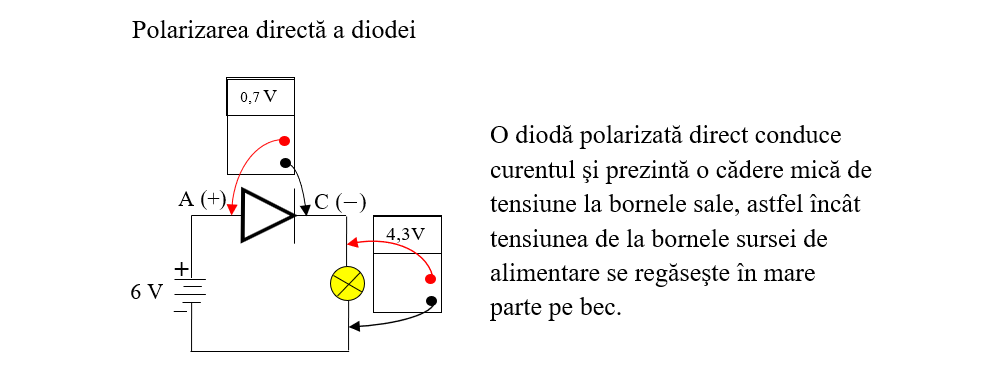 Polarizarea directă a diodei
0,7 V
A (+)
C (−)
4,3V
+
6 V
−
O diodă polarizată direct conduce
curentul şi prezintă o cădere mică de
tensiune la bornele sale, astfel încât
tensiunea de la bornele sursei de
alimentare se regăseşte în mare
parte pe bec.